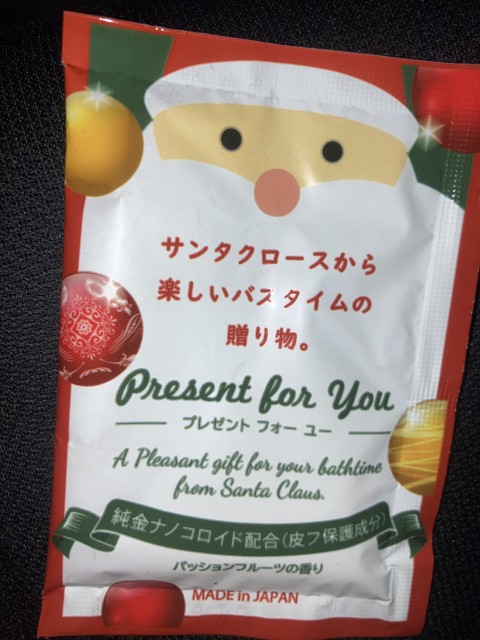 サンタクロースから
楽しいバスタイムの
贈り物。
Present for You
プレゼント フォー ユー
A Pleasant gift for your bathtime
from Santa Claus.
純金ナノコロイド配合(皮フ保護成分)
パッションフルーツの香り
MADE in JAPAN